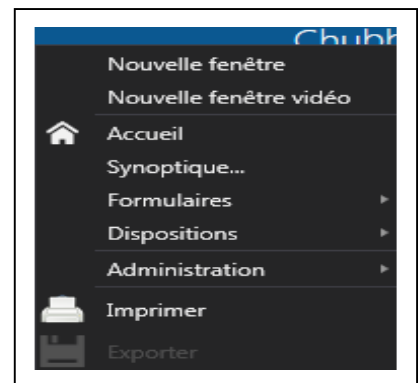 Nouvelle fenêtre
Nouvelle fenêtre vidéo
Accueil
Synoptique...
Formulaires
Dispositions
Administration
Imprimer
Exporter